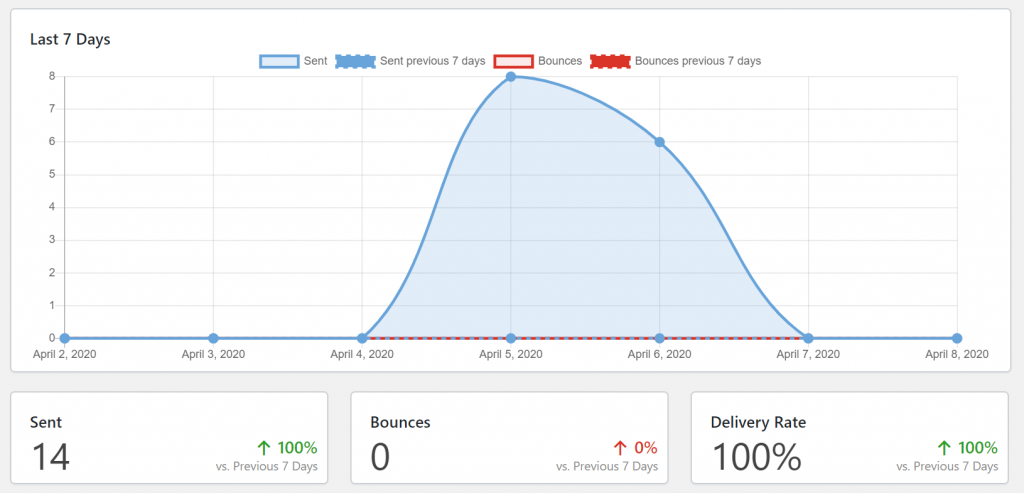 Last 7 Days
Sent Sent previous 7 days Bounces Bounces previous 7 days
8
7
6
5
4
3
2
1
0
April 2, 2020 April 3, 2020 April 4, 2020 April 5, 2020 April 6, 2020 April 7, 2020 April 8, 2020
Sent
14
↑ 100%
vs. Previous 7 Days
Bounces
0
↑ 0%
vs. Previous 7 Days
Delivery Rate
100%
↑ 100%
vs. Previous 7 Days